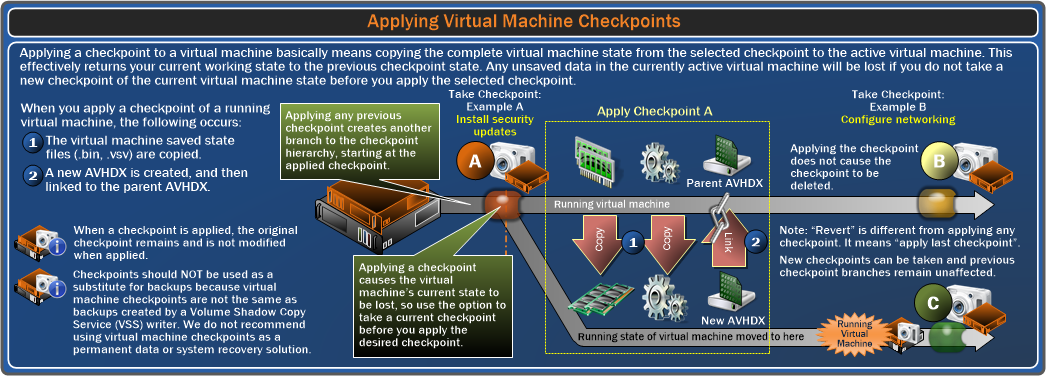 Applying Virtual Machine Checkpoints
Applying a checkpoint to a virtual machine basically means copying the complete virtual machine state from the selected checkpoint to the active virtual machine. This
effectively returns your current working state to the previous checkpoint state. Any unsaved data in the currently active virtual machine will be lost if you do not take a
new checkpoint of the current virtual machine state before you apply the selected checkpoint.
When you apply a checkpoint of a running
virtual machine, the following occurs:
1 The virtual machine saved state
files (.bin, .vsv) are copied.
2 A new AVHDX is created, and then
linked to the parent AVHDX.
When a checkpoint is applied, the original
checkpoint remains and is not modified
when applied.
Checkpoints should NOT be used as a
substitute for backups because virtual
machine checkpoints are not the same as
backups created by a Volume Shadow Copy
Service (VSS) writer. We do not recommend
using virtual machine checkpoints as a
permanent data or system recovery solution.
Applying any previous
checkpoint creates another
branch to the checkpoint
hierarchy, starting at the
applied checkpoint.
Take Checkpoint:
Example A
Install security
updates
A
Applying a checkpoint
causes the virtual
machine's current state to
be lost, so use the option to
take a current checkpoint
before you apply the
desired checkpoint.
Apply Checkpoint A
Parent AVHDX
Running virtual machine
Copy
1
Copy
Link
2
New AVHDX
Running state of virtual machine moved to here
Take Checkpoint:
Example B
Configure networking
Applying the checkpoint
does not cause the
checkpoint to be
deleted.
B
Note: “Revert” is different from applying any
checkpoint. It means “apply last checkpoint”.
New checkpoints can be taken and previous
checkpoint branches remain unaffected.
C
Running
Virtual
Machine